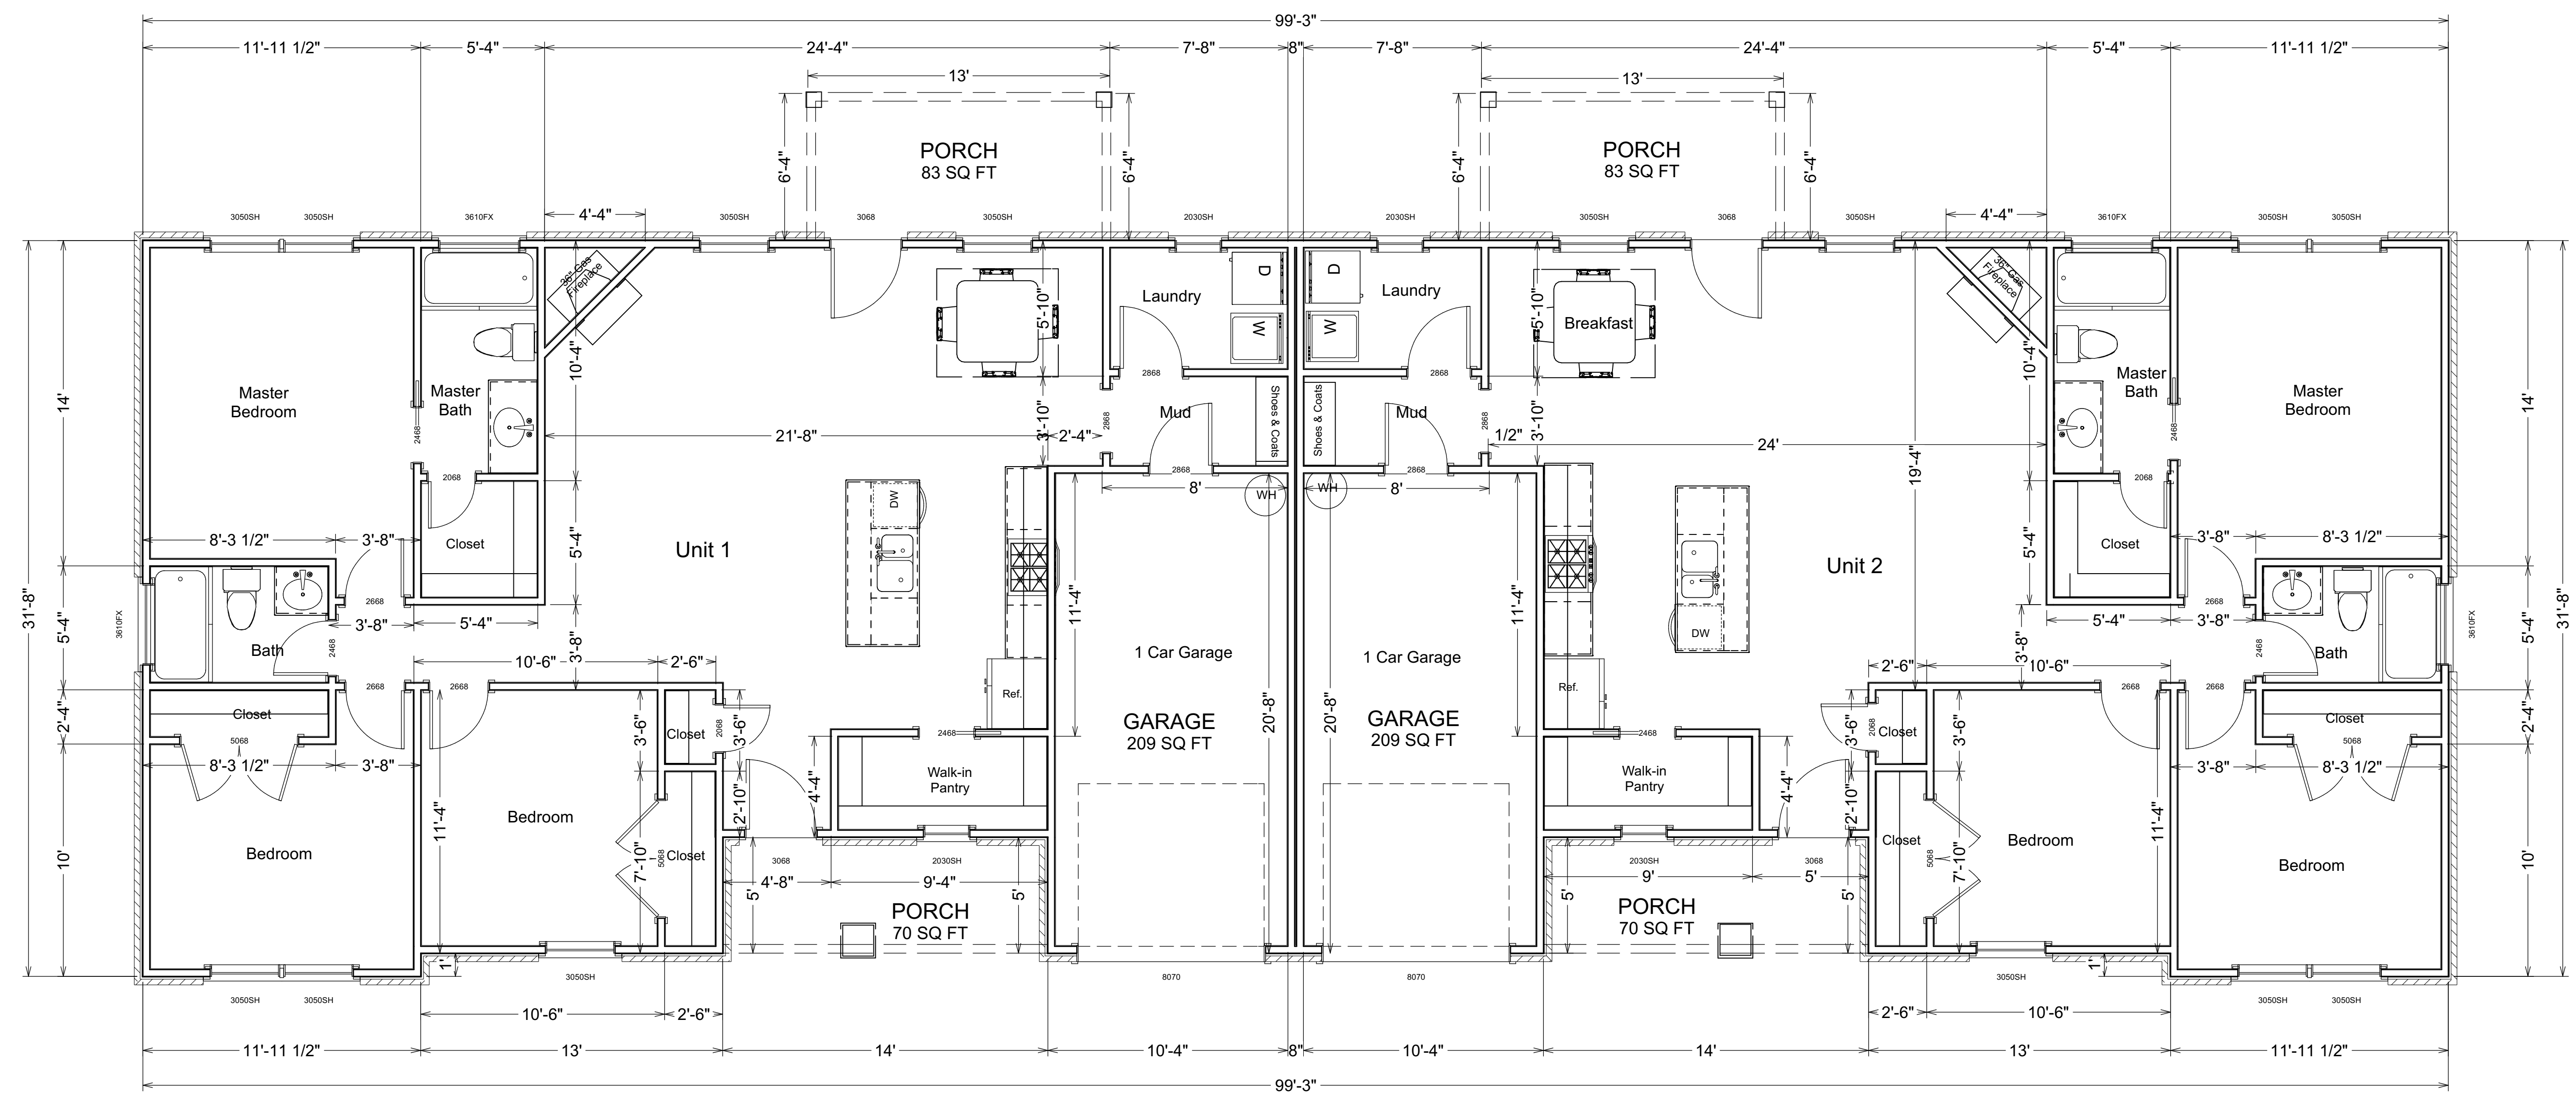 99'-3"
11'-11 1/2" 5'-4" 24'-4" 7'-8" 8" 7'-8" 24'-4" 5'-4" 11'-11 1/2"
13' 13'
6'-4" PORCH 6'-4" 6'-4" PORCH 6'-4"
83 SQ FT 83 SQ FT
3050SH 3050SH 3610FX 4'-4" 3050SH 3068 3050SH 2030SH 2030SH 3050SH 3068 3050SH 4'-4" 3610FX 3050SH 3050SH
36" Gas
Fireplace
D D
36" Gas
Fireplace
Laundry Laundry
5'-10" 5'-10"
W W
Breakfast
10'-4" 10'-4"
2868 2868
Master
Bedroom
Master
Bath
Master
Bath
Master
Bedroom
14' 14'
Mud Shoes & Coats Shoes & Coats Mud
2468 2868 2868 2468
21'-8" 3'-10" 2'-4" 1/2" 3'-10" 24'
19'-4"
2068 2868 2868 2068
8' WH WH 8'
DW
8'-3 1/2" 3'-8" Closet 5'-4" Unit 1 5'-4" Closet 3'-8" 8'-3 1/2"
Unit 2
31'-8" 31'-8"
11'-4" 11'-4"
2668 2668
3610FX 5'-4" 3'-8" 5'-4" 5'-4" 3'-8" 5'-4" 3610FX
DW
Bath 2468 3'-8" 1 Car Garage 1 Car Garage 3'-8" 2468 Bath
10'-6" 2'-6" 2'-6" 10'-6"
2668 2668 2668 2668
Ref. Ref.
2'-4" Closet Closet 2'-4"
3'-6" Closet 2068 3'-6" 2468 GARAGE 20'-8" 20'-8" GARAGE 2468 3'-6" 2068 Closet 3'-6"
209 SQ FT 209 SQ FT
5068 5068
8'-3 1/2" 3'-8" 3'-8" 8'-3 1/2"
Walk-in
Pantry
Walk-in
Pantry
2'-10" 4'-4" 4'-4" 2'-10"
11'-4" Bedroom Bedroom 11'-4"
10' Bedroom 7'-10" 5068 Closet Closet 5068 7'-10" Bedroom 10'
3068 2030SH 2030SH 3068
4'-8" 9'-4" 9' 5'
5' 5' 5' 5'
PORCH PORCH
70 SQ FT 70 SQ FT
1' 1'
3050SH 8070 8070 3050SH
3050SH 3050SH 3050SH 3050SH
10'-6" 2'-6" 2'-6" 10'-6"
11'-11 1/2" 13' 14' 10'-4" 8" 10'-4" 14' 13' 11'-11 1/2"
99'-3"